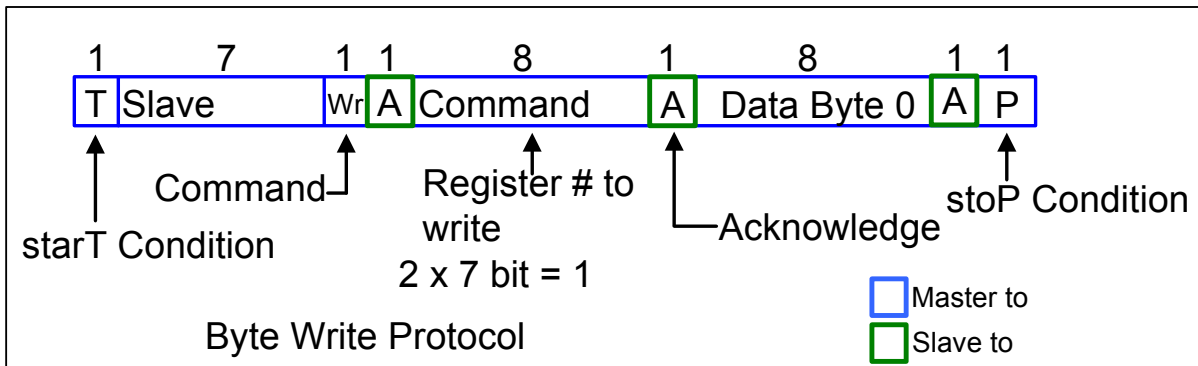 1 7 1 1 8 1 8 1 1
T Slave Wr A Command A Data Byte 0 A P
Command
Register # to
write
2 x 7 bit = 1
starT Condition
Acknowledge
stoP Condition
Byte Write Protocol
Master to
Slave to